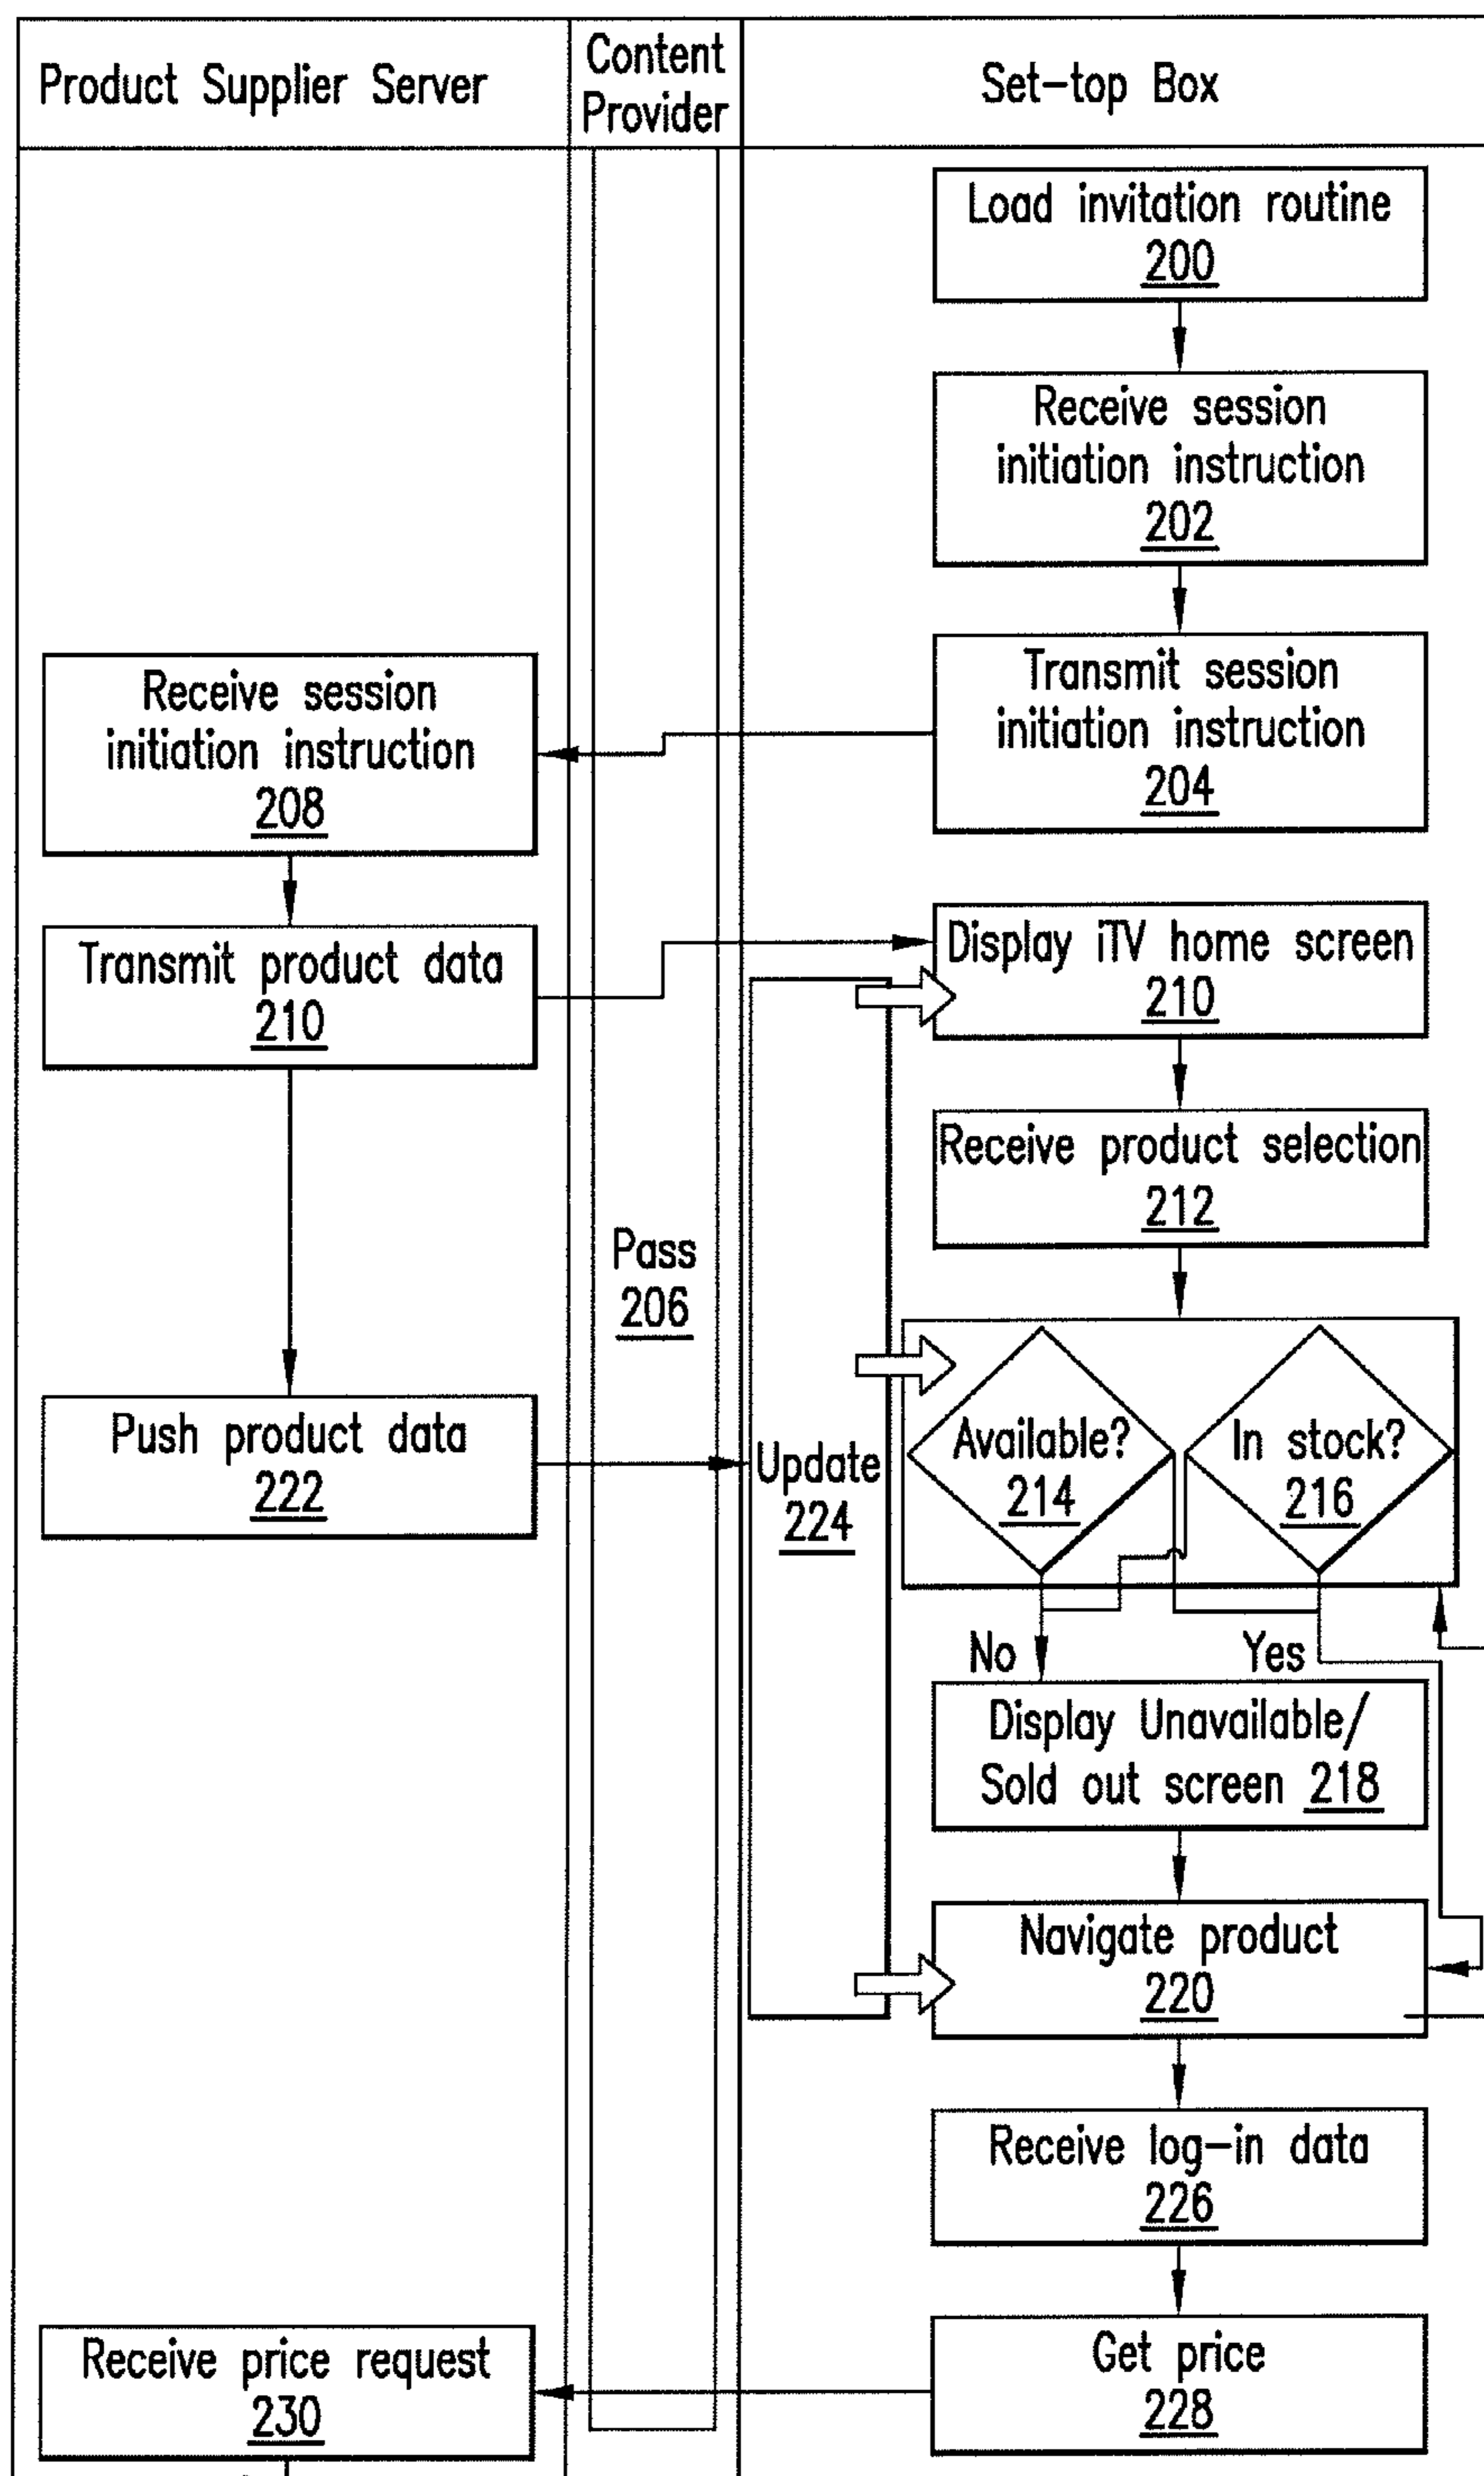 Product Supplier Server
Content
Provider
Set-top Box
Load invitation routine
200
Receive session
initiation instruction
202
Transmit session
initiation instruction
204
Receive session
initiation instruction
208
Transmit product data
210
Display iTV home screen
210
Receive product selection
212
Pass
206
Push product data
222
Update
224
Available?
214
In stock?
216
No
Yes
Display Unavailable/
Sold out screen 218
Navigate product
220
Receive log-in data
226
Get price
228
Receive price request
230